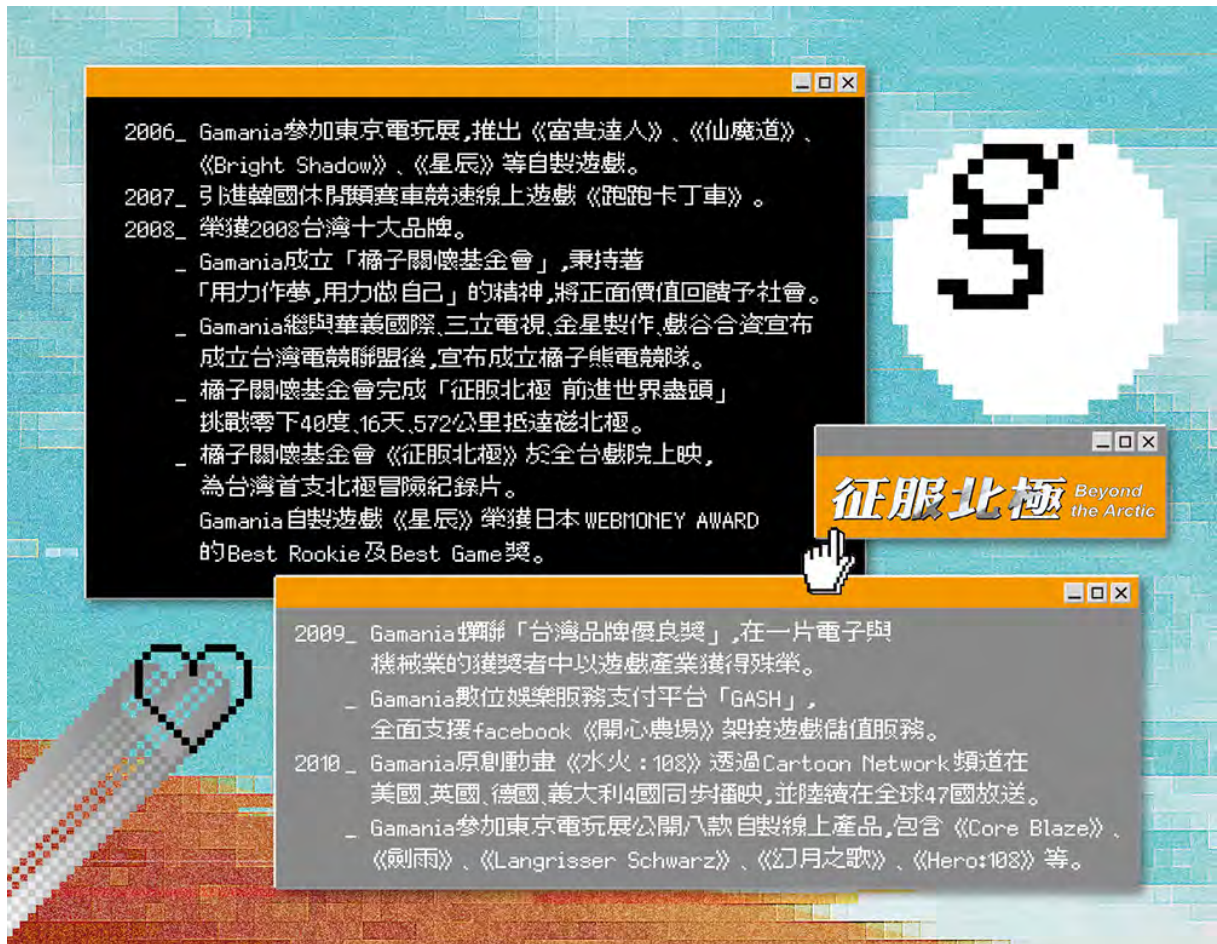 2006_ Gamania參加東京電玩展,推出《富貴達人》、《仙魔道》、
《Bright Shadow》、《星辰》等自製遊戲。
2007_ 引進韓國休閒類賽車競速線上遊戲《跑跑卡丁車》。
2008_ 榮獲2008台灣十大品牌。
_ Gamania成立「橘子關懷基金會」,秉持著
「用力作夢,用力做自己」的精神,將正面價值回饋予社會。
_ Gamania繼與華義國際、三立電視、金星製作、戲谷合資宣布
成立台灣電競聯盟後,宣布成立橘子熊電競隊。
_ 橘子關懷基金會完成「征服北極 前進世界盡頭」
挑戰零下40度、16天、572公里抵達磁北極。
_ 橘子關懷基金會《征服北極》於全台戲院上映,
為台灣首支北極冒險紀錄片。
Gamania自製遊戲《星辰》榮獲日本WEBMONEY AWARD
的Best Rookie及Best Game獎。
g
征服北極 Beyond
the Arctic
2009_ Gamania蟬聯「台灣品牌優良獎」,在一片電子與
機械業的獲獎者中以遊戲產業獲得殊榮。
_ Gamania數位娛樂服務支付平台「GASH」,
全面支援facebook《開心農場》架接遊戲儲值服務。
2010_ Gamania原創動畫《水火:108》透過Cartoon Network頻道在
美國、英國、德國、義大利4國同步播映,並陸續在全球47國放送。
_ Gamania參加東京電玩展公開八款自製線上產品,包含《Core Blaze》、
《劍雨》、《Langrisser Schwarz》、《幻月之歌》、《Hero:108》等。